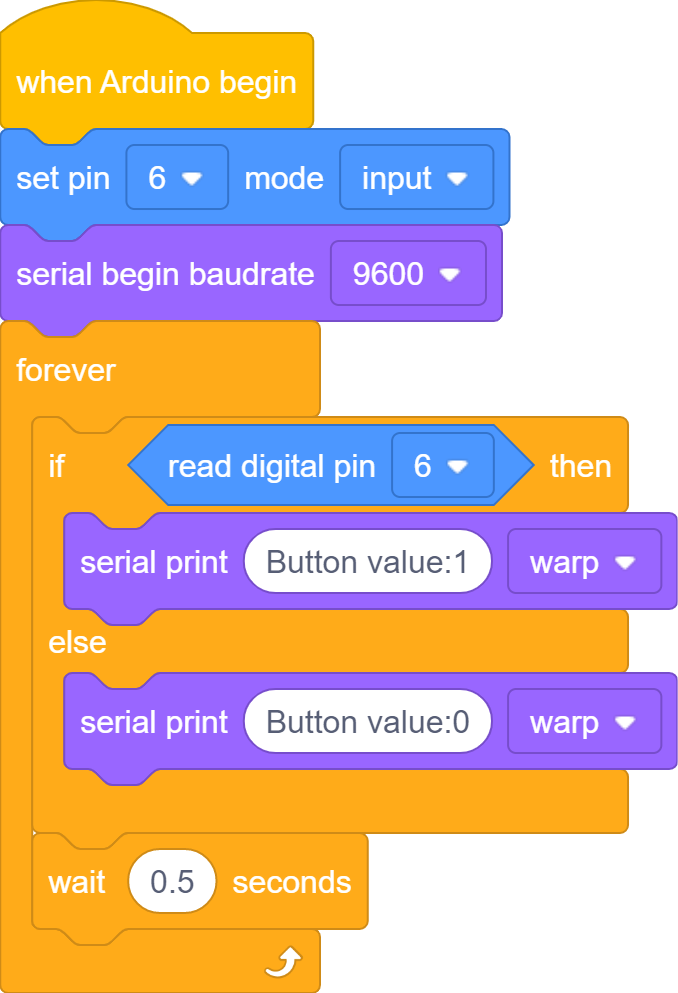 when Arduino begin
set pin 6 mode input
serial begin baudrate 9600
forever
if read digital pin 6 then
serial print Button value:1 warp
else
serial print Button value:0 warp
wait 0.5 seconds